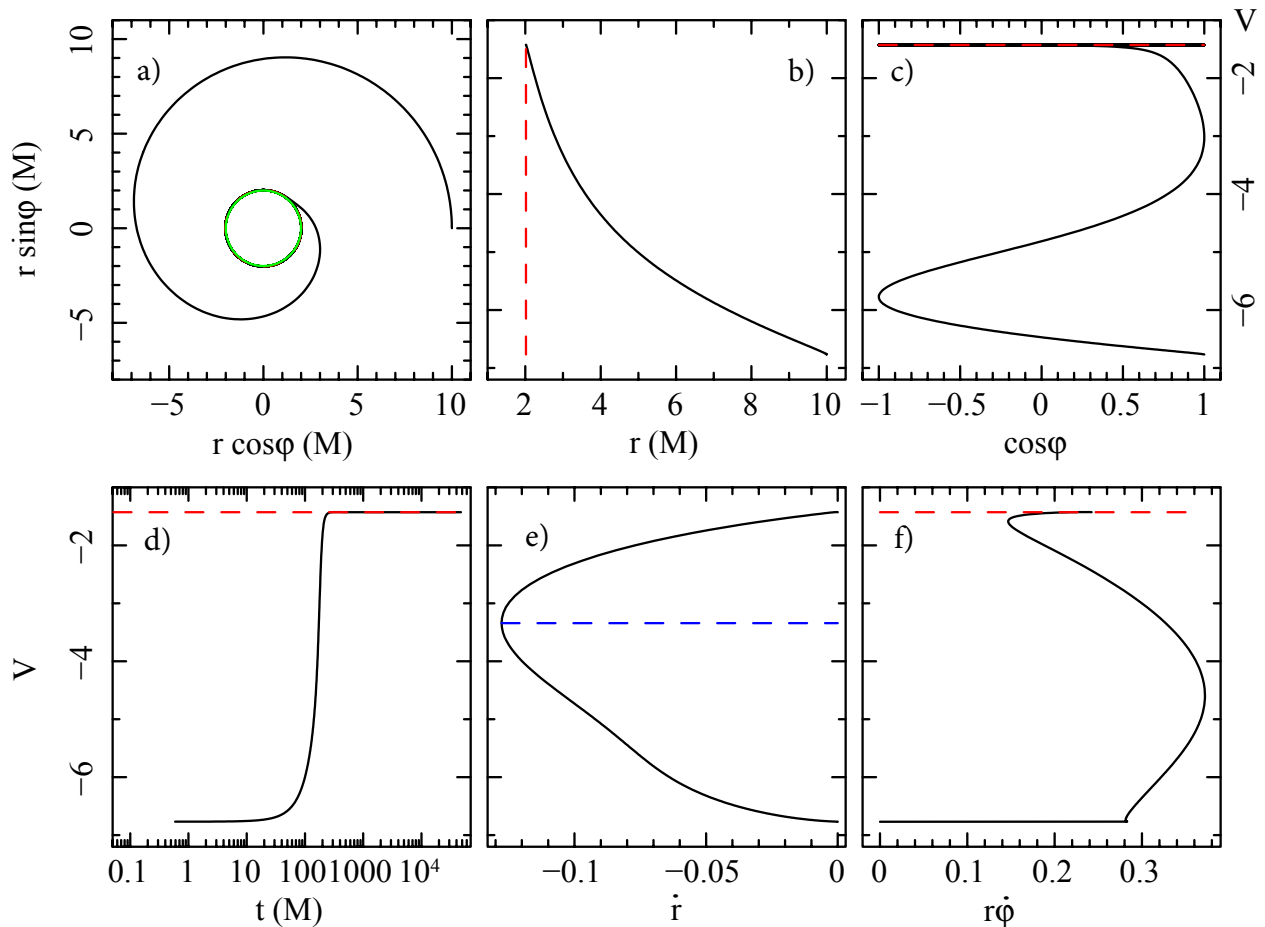 a)
b)
c)
V
10
5
0
−5
r sinφ (M)
−2
−4
−6
−5 0 5 10
r cosφ (M)
2 4 6 8 10
r (M)
−1 −0.5 0 0.5 1
cosφ
d)
e)
f)
−2
−4
−6
V
0.1 1 10 100 1000 10⁴
t (M)
−0.1 −0.05 0
ṙ
0 0.1 0.2 0.3
rφ̇